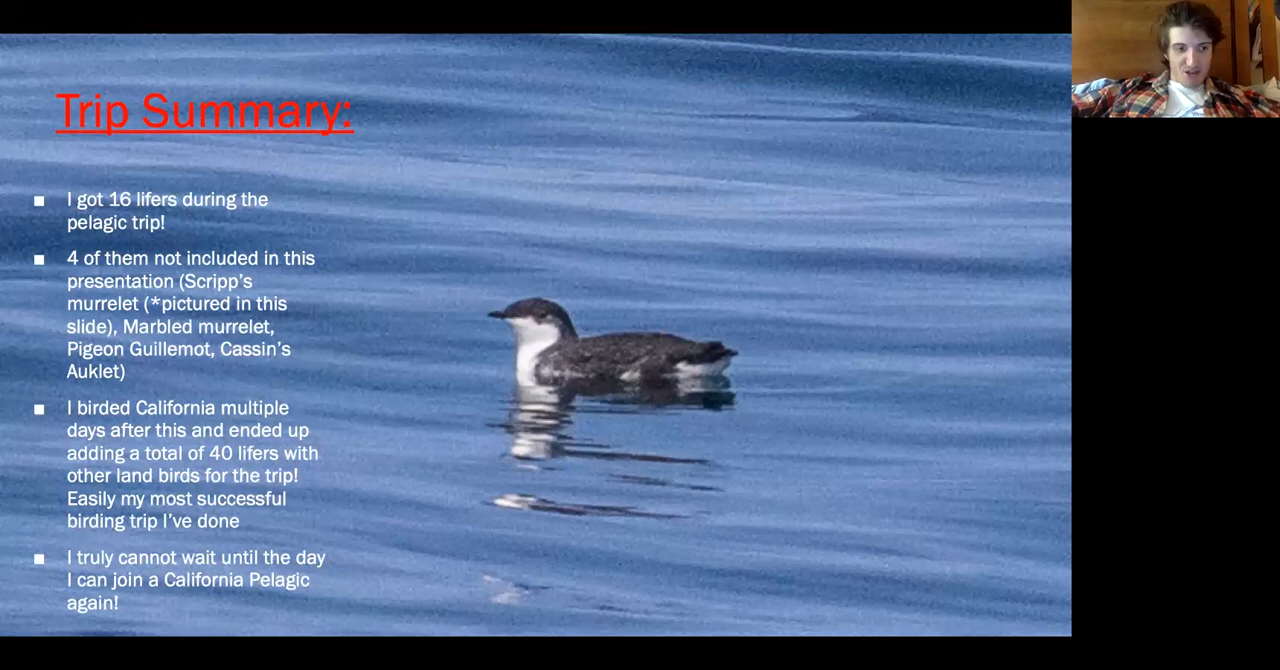 Trip Summary:
I got 16 lifers during the
pelagic trip!
4 of them not included in this
presentation (Scripp's
murrelet (*pictured in this
slide), Marbled murrelet,
Pigeon Guillemot, Cassin's
Auklet)
I birded California multiple
days after this and ended up
adding a total of 40 lifers with
other land birds for the trip!
Easily my most successful
birding trip I've done
I truly cannot wait until the day
I can join a California Pelagic
again!